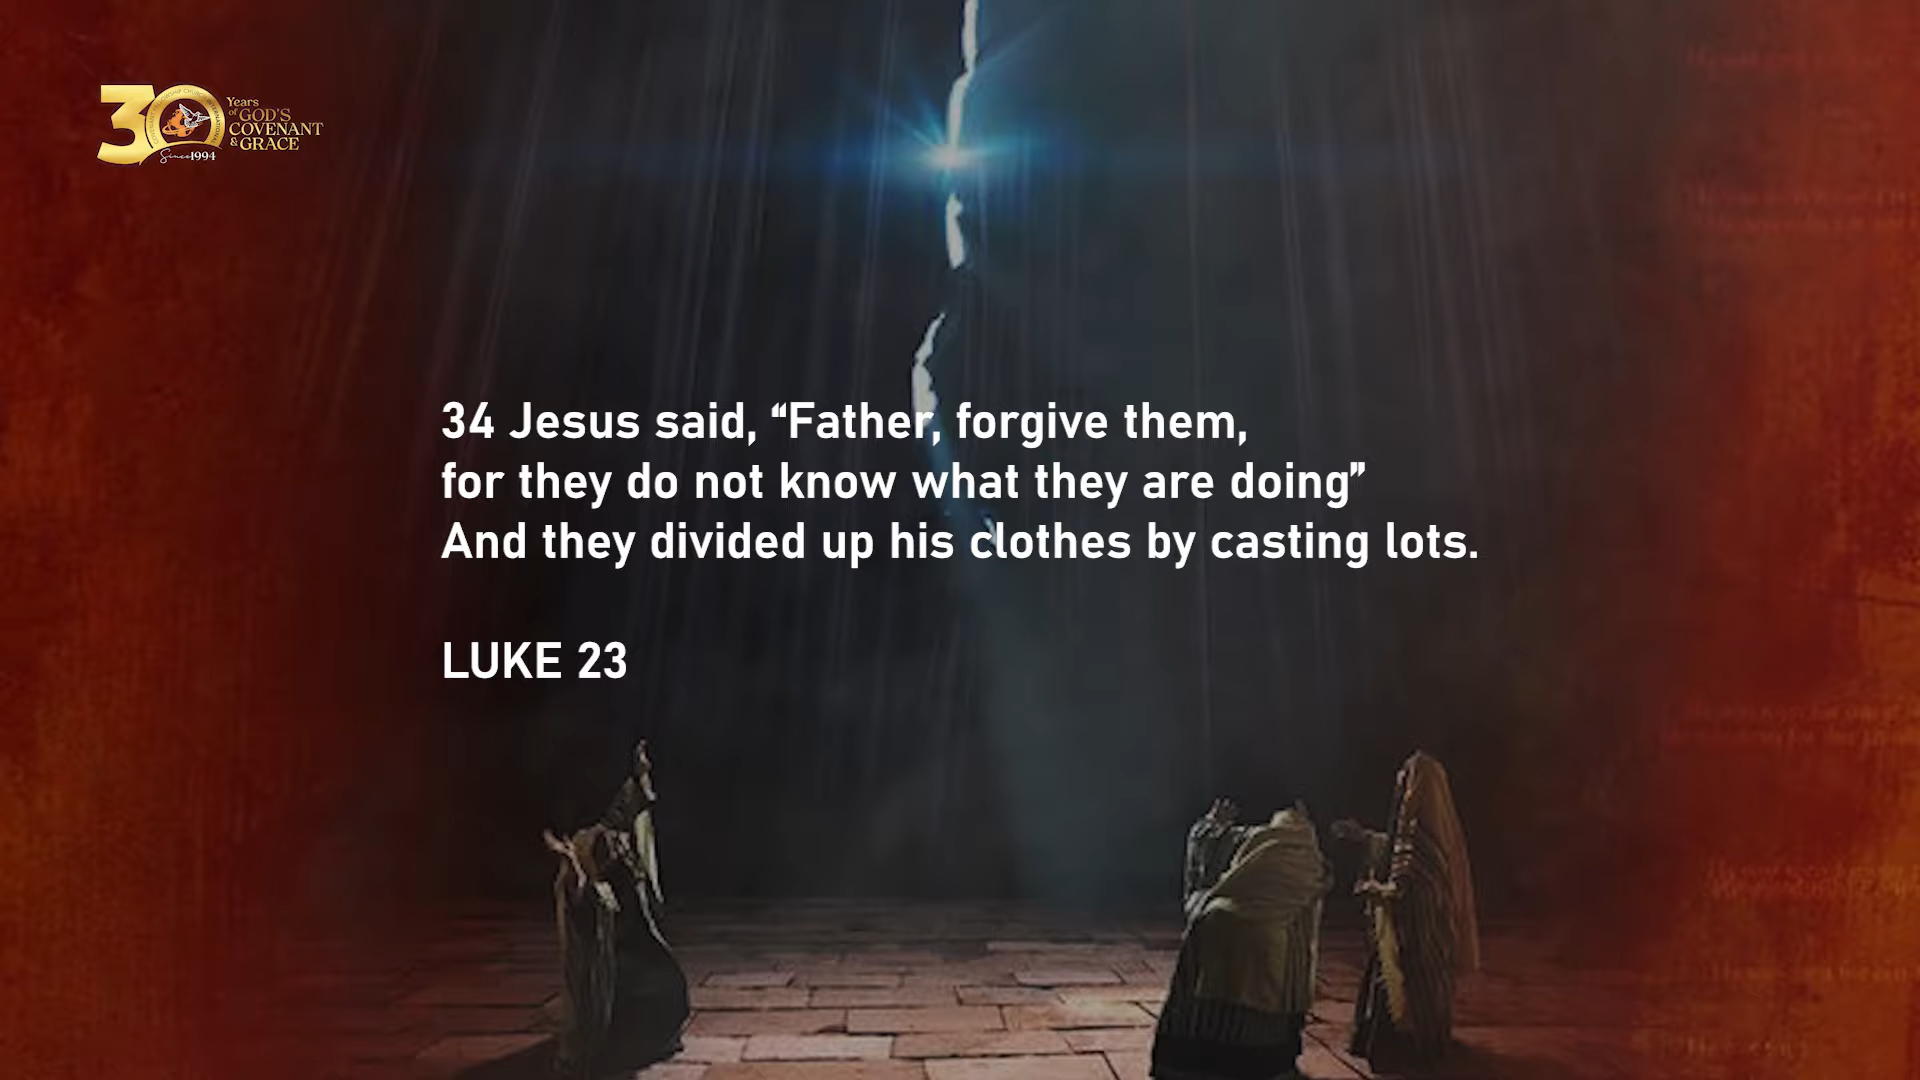 30
Years
of GOD'S
COVENANT
& GRACE
Since 1994
34 Jesus said, “Father, forgive them,
for they do not know what they are doing”
And they divided up his clothes by casting lots.
LUKE 23